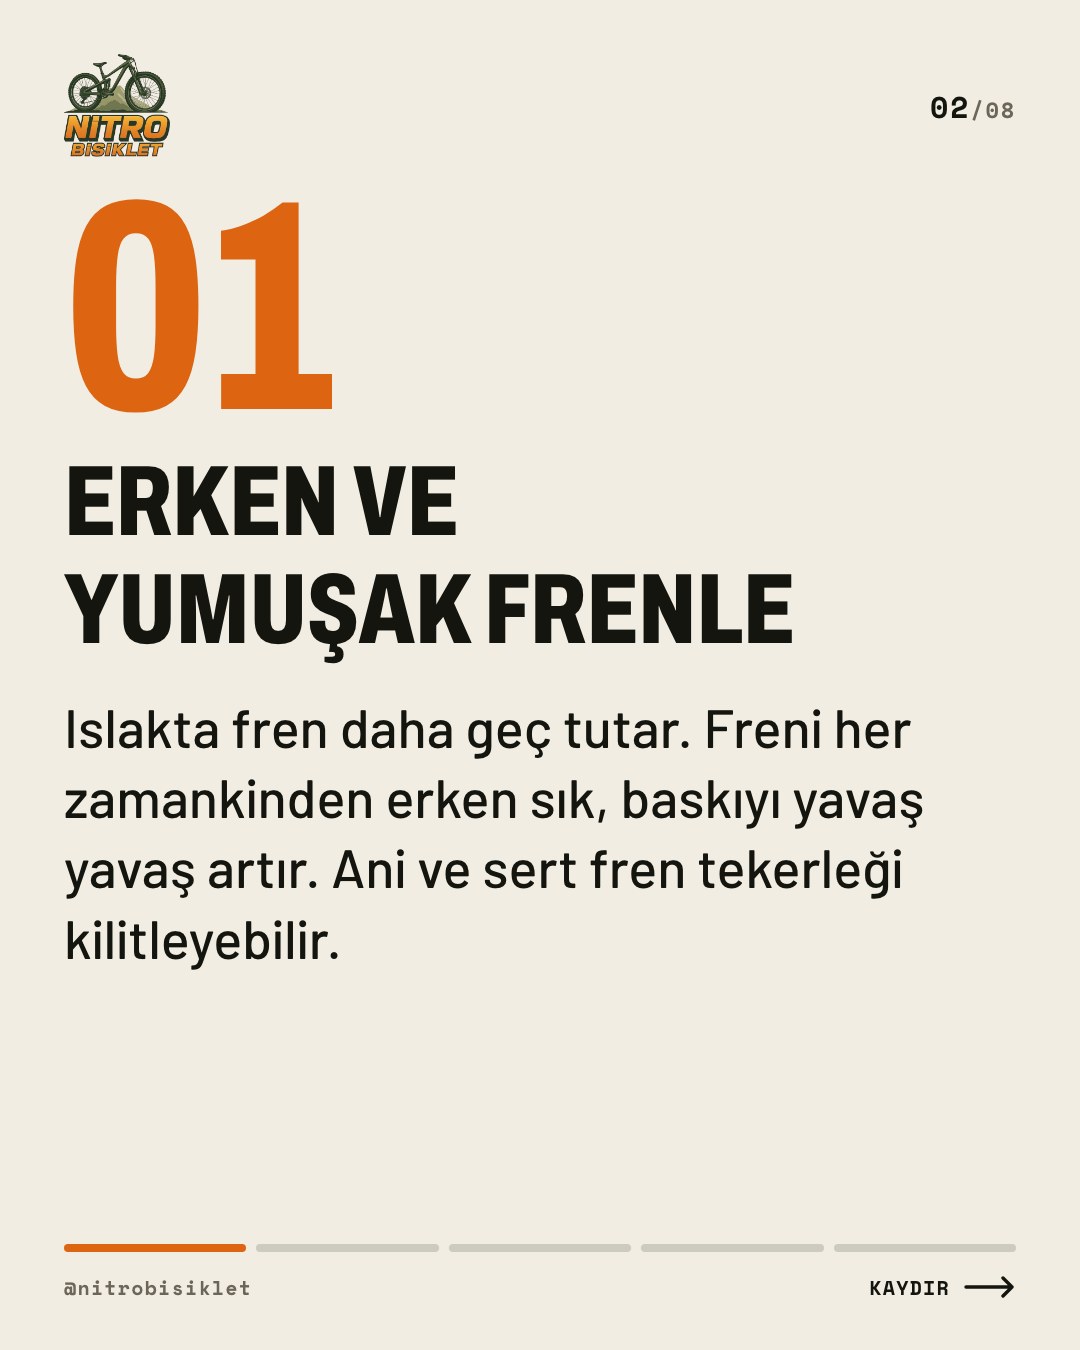 NiTRO
BISIKLET
02/08
01
ERKEN VE
YUMUŞAK FRENLE
Islakta fren daha geç tutar. Freni her
zamankinden erken sık, baskıyı yavaş
yavaş artır. Ani ve sert fren tekerleği
kilitleyebilir.
@nitrobisiklet
KAYDIR